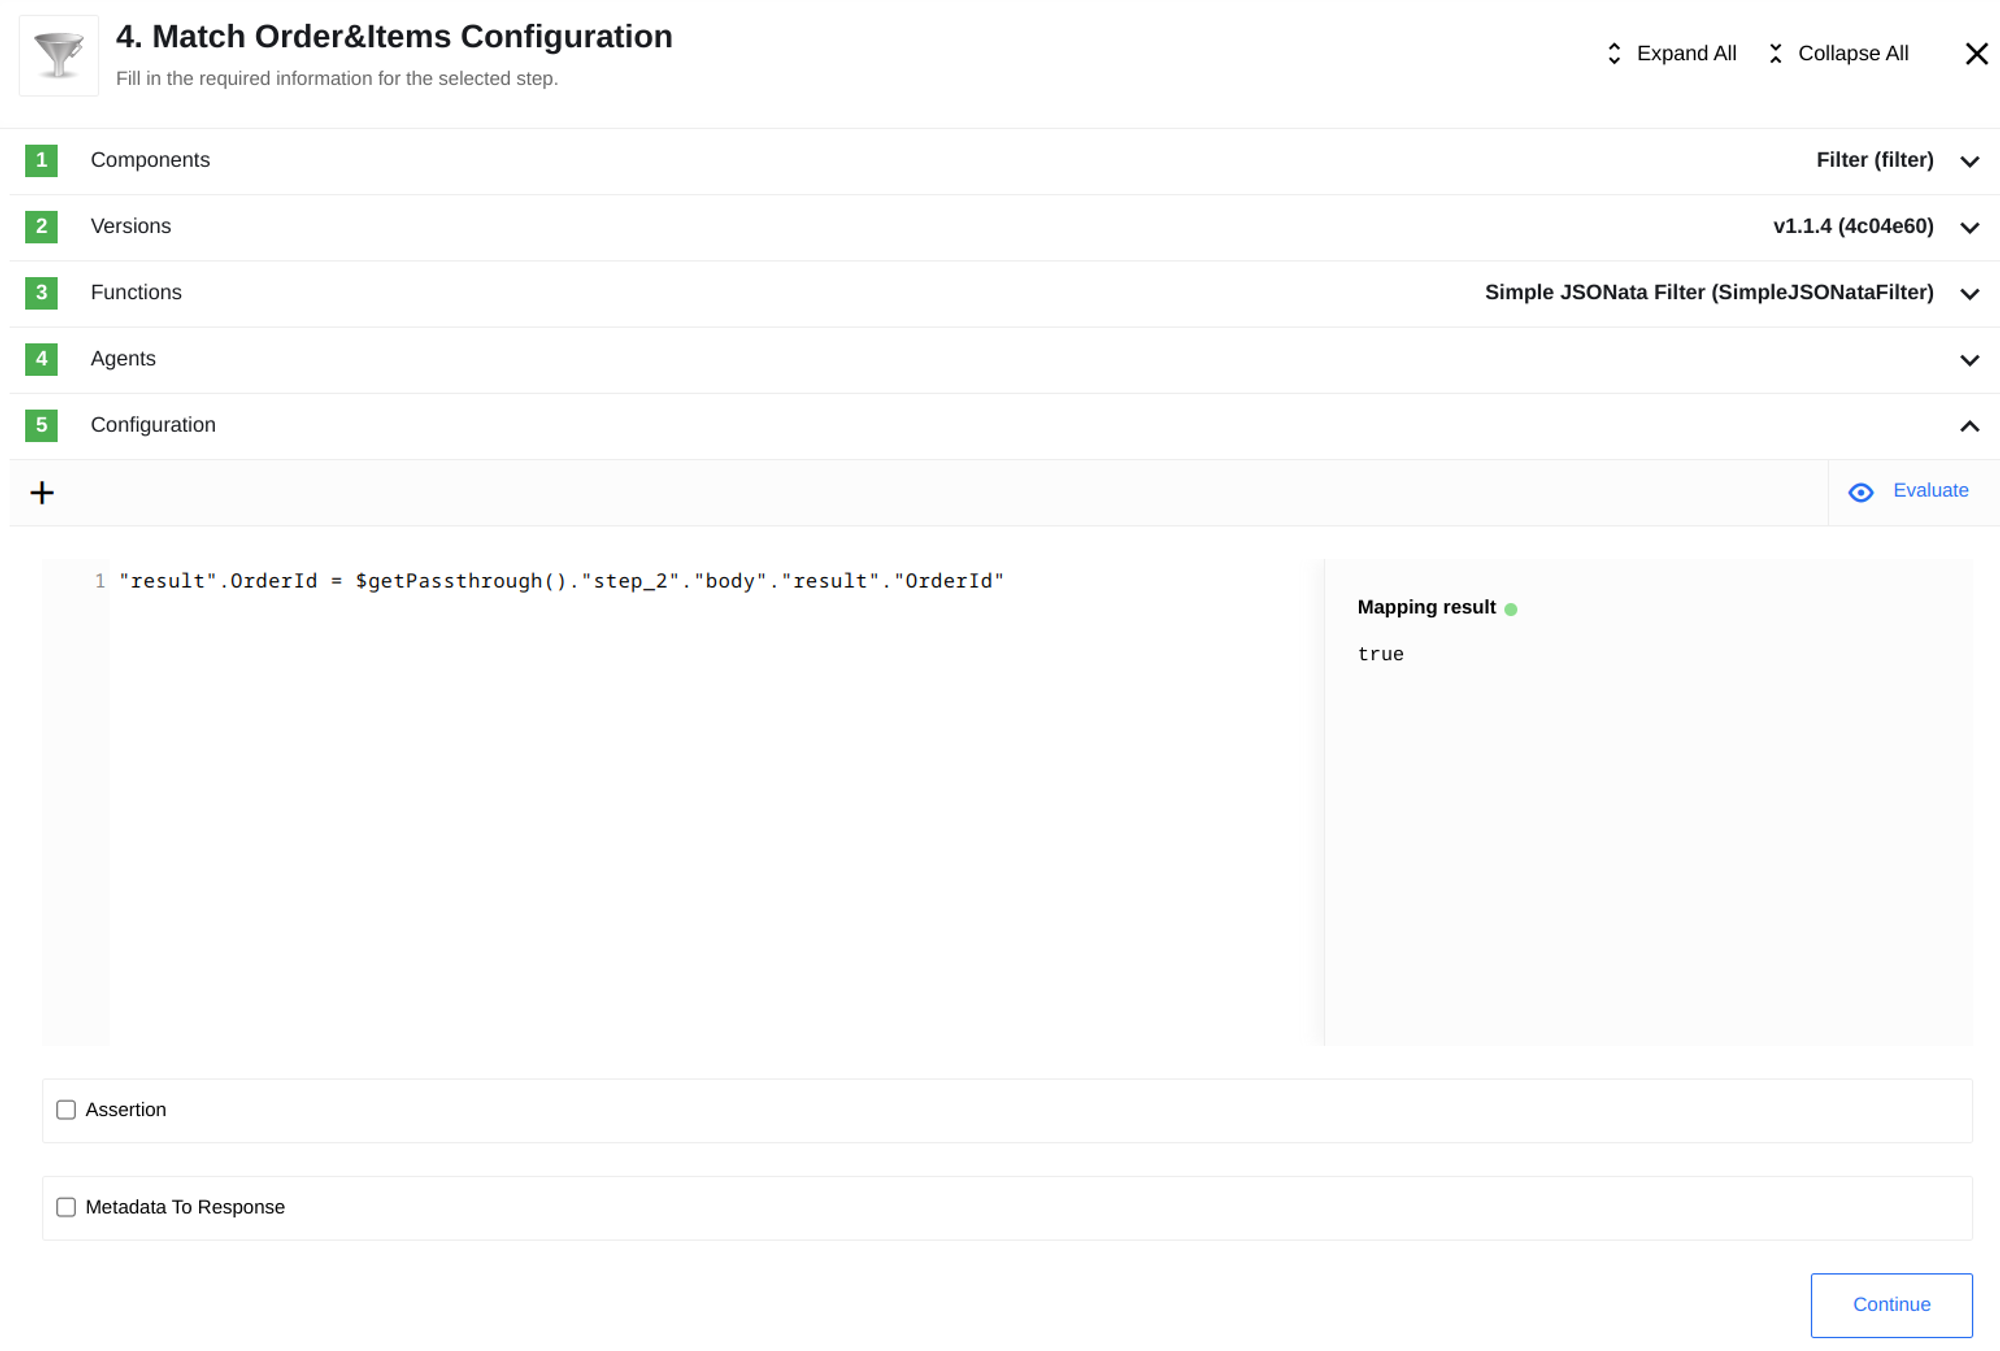 4. Match Order&Items Configuration
Fill in the required information for the selected step.
Expand All
Collapse All
1 Components Filter (filter)
2 Versions v1.1.4 (4c04e60)
3 Functions Simple JSONata Filter (SimpleJSONataFilter)
4 Agents
5 Configuration
Evaluate
1 "result".OrderId = $getPassthrough()."step_2"."body"."result"."OrderId"
Mapping result
true
Assertion
Metadata To Response
Continue